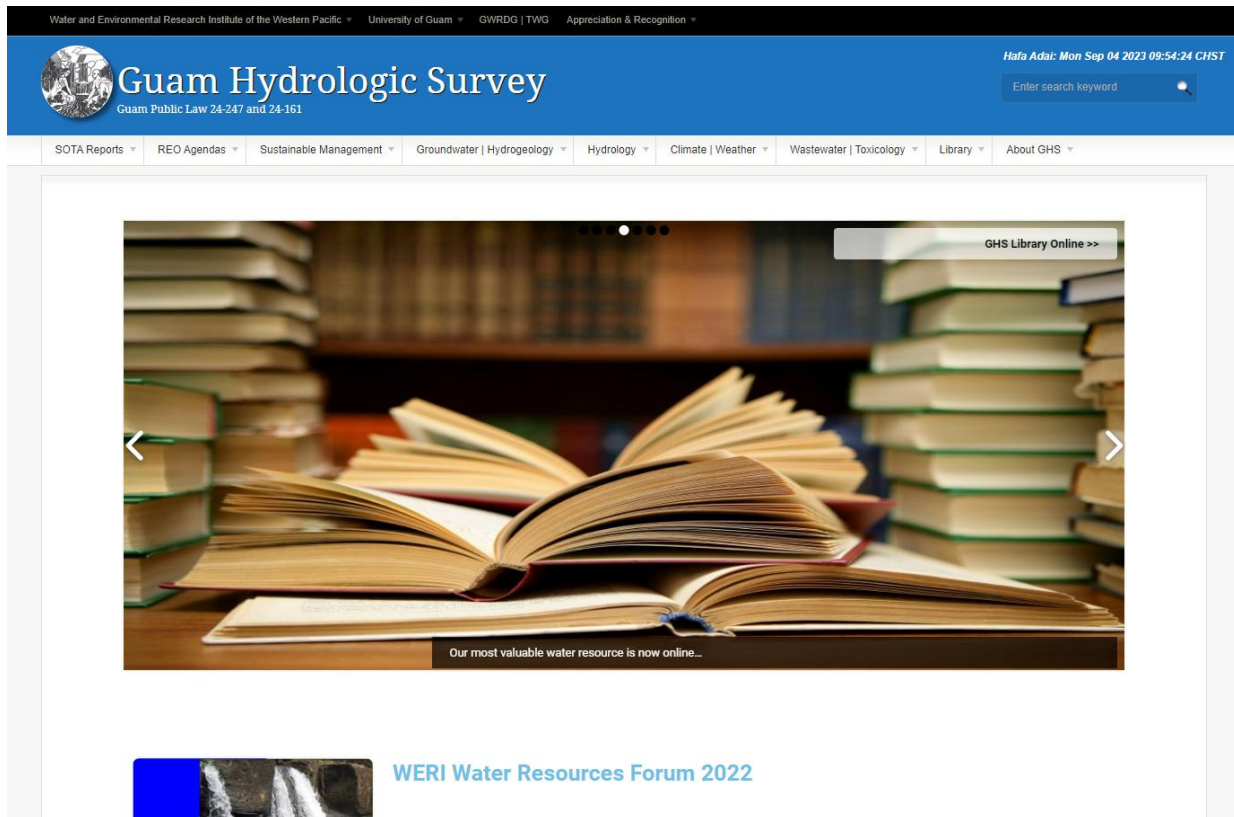 Water and Environmental Research Institute of the Western Pacific University of Guam GWRDG | TWG Appreciation & Recognition
Hafa Adai: Mon Sep 04 2023 09:54:24 CHST
Guam Hydrologic Survey
Guam Public Law 24-247 and 24-161
Enter search keyword
SOTA Reports REO Agendas Sustainable Management Groundwater | Hydrogeology Hydrology Climate | Weather Wastewater | Toxicology Library About GHS
GHS Library Online >>
Our most valuable water resource is now online...
WERI Water Resources Forum 2022